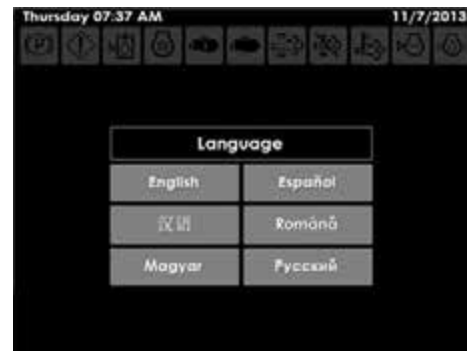 Thursday 07:37 AM 11/7/2013
Language
English Español
汉语 Română
Magyar Русский